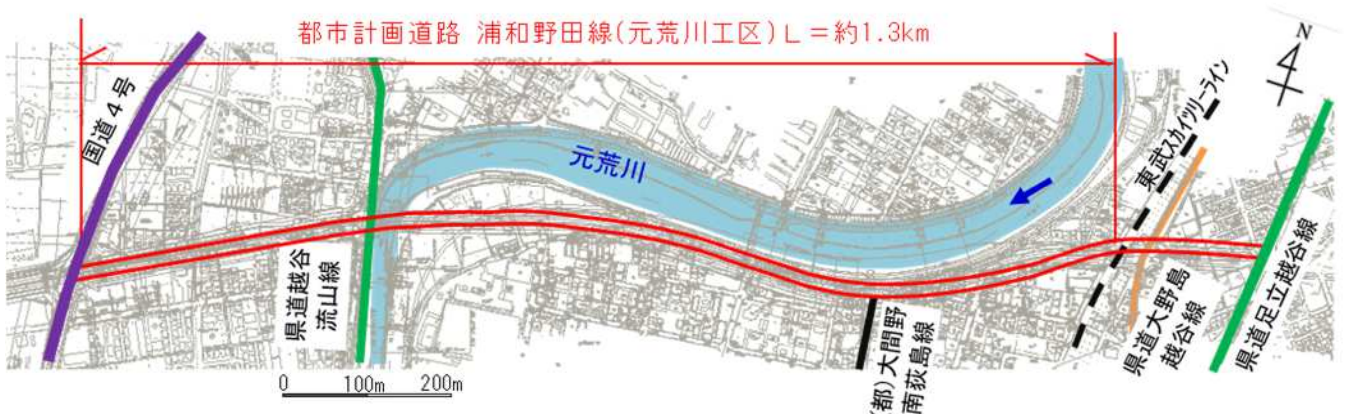 都市計画道路 浦和野田線(元荒川工区)L=約1.3km
N
国道4号
元荒川
東武スカイツリーライン
県道越谷
流山線
(都)大間野
南荻島線
県道大野島
越谷線
県道足立越谷線
0 100m 200m